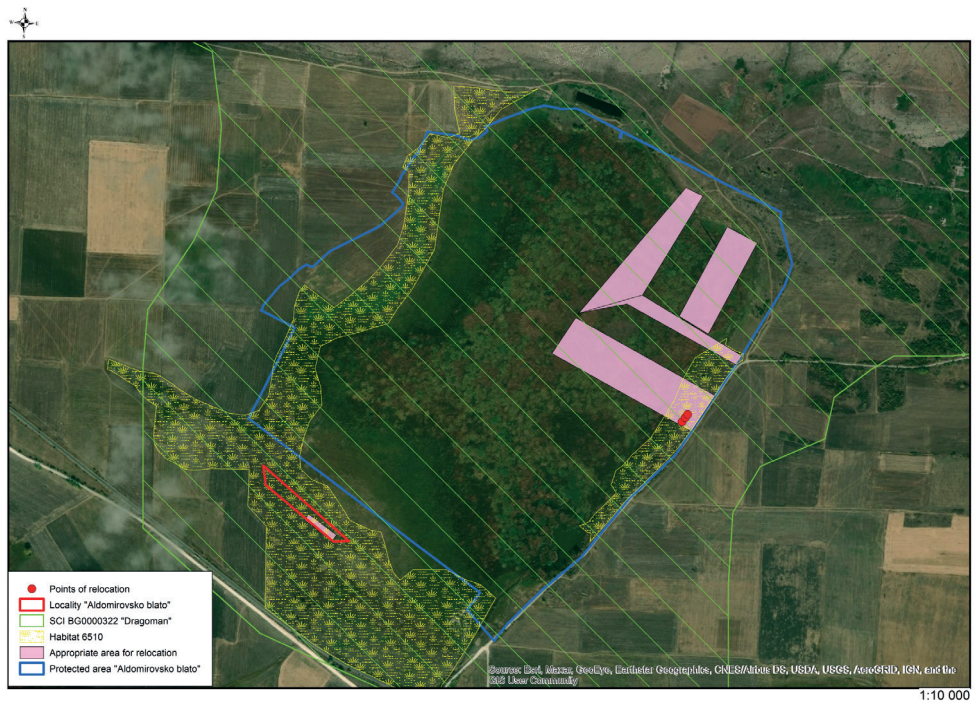 N
W E
S
Points of relocation
Locality "Aldomirovsko blato"
SCI BG0000322 "Dragoman"
Habitat 6510
Appropriate area for relocation
Protected area "Aldomirovsko blato"
Source: Esri, Maxar, GeoEye, Earthstar Geographics, CNES/Airbus DS, USDA, USGS, AeroGRID, IGN, and the
GIS User Community
1:10 000